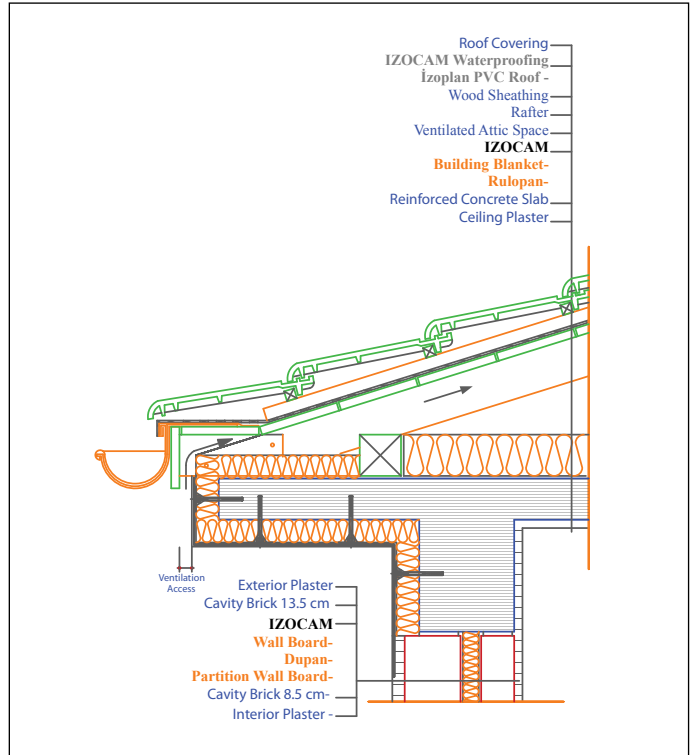 Roof Covering
IZOCAM Waterproofing
İzoplan PVC Roof -
Wood Sheathing
Rafter
Ventilated Attic Space
IZOCAM
Building Blanket-
Rulopan-
Reinforced Concrete Slab
Ceiling Plaster
Ventilation
Access
Exterior Plaster
Cavity Brick 13.5 cm
IZOCAM
Wall Board-
Dupan-
Partition Wall Board-
Cavity Brick 8.5 cm-
Interior Plaster -